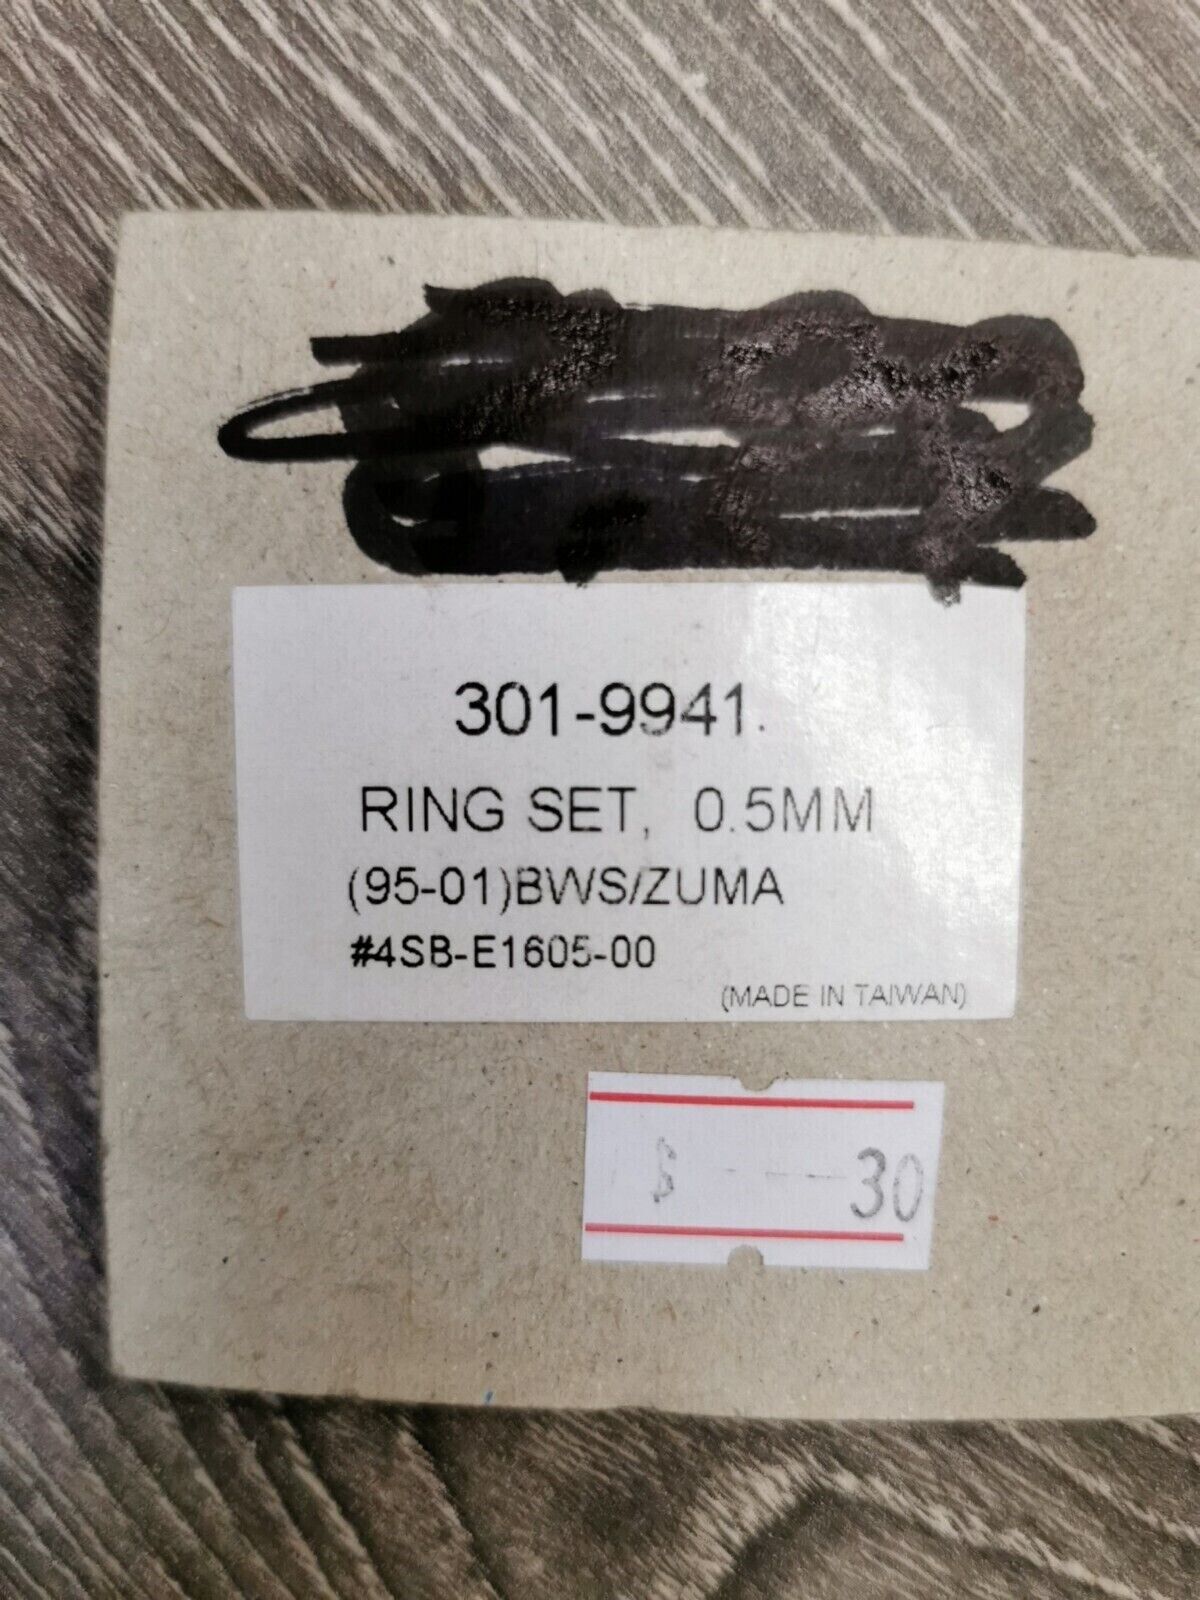 301-9941.
RING SET, 0.5MM
(95-01)BWS/ZUMA
#4SB-E1605-00
(MADE IN TAIWAN)
$ --- 30